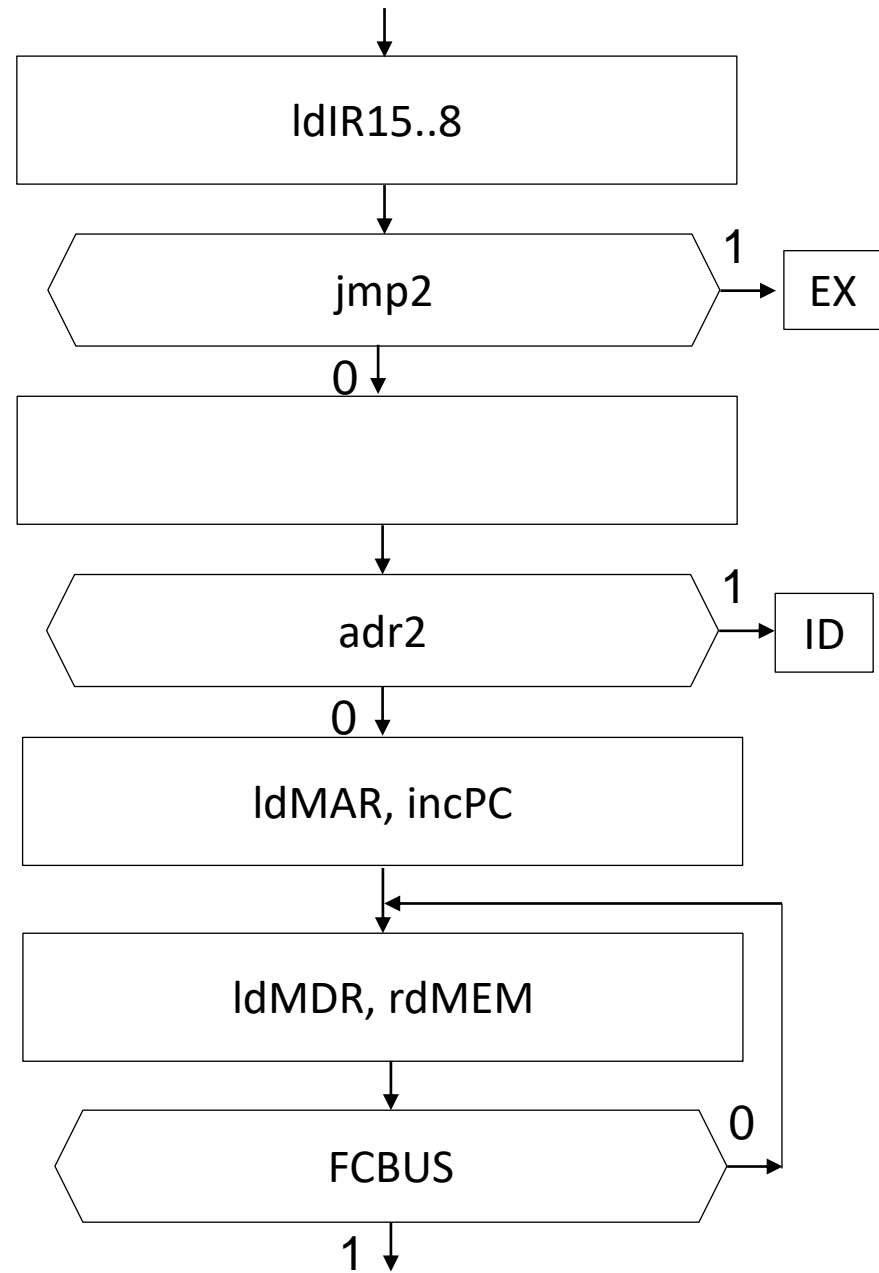 ldIR15..8
jmp2
1
EX
0
adr2
1
ID
0
ldMAR, incPC
ldMDR, rdMEM
FCBUS
0
1